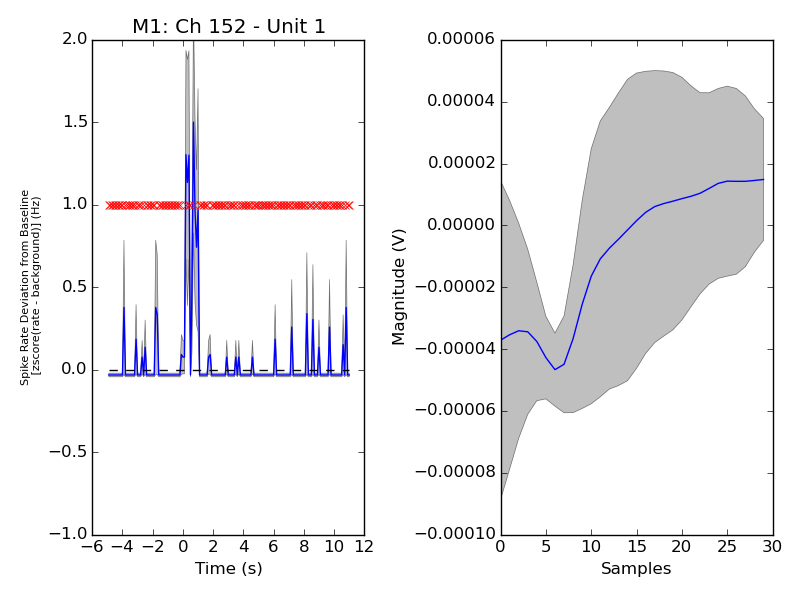 M1: Ch 152 - Unit 1
2.0
1.5
1.0
0.5
0.0
−0.5
−1.0
−6 −4 −2 0 2 4 6 8 10 12
Time (s)
Spike Rate Deviation from Baseline
[zscore(rate - background)] (Hz)
0.00006
0.00004
0.00002
0.00000
−0.00002
−0.00004
−0.00006
−0.00008
−0.00010
0 5 10 15 20 25 30
Samples
Magnitude (V)